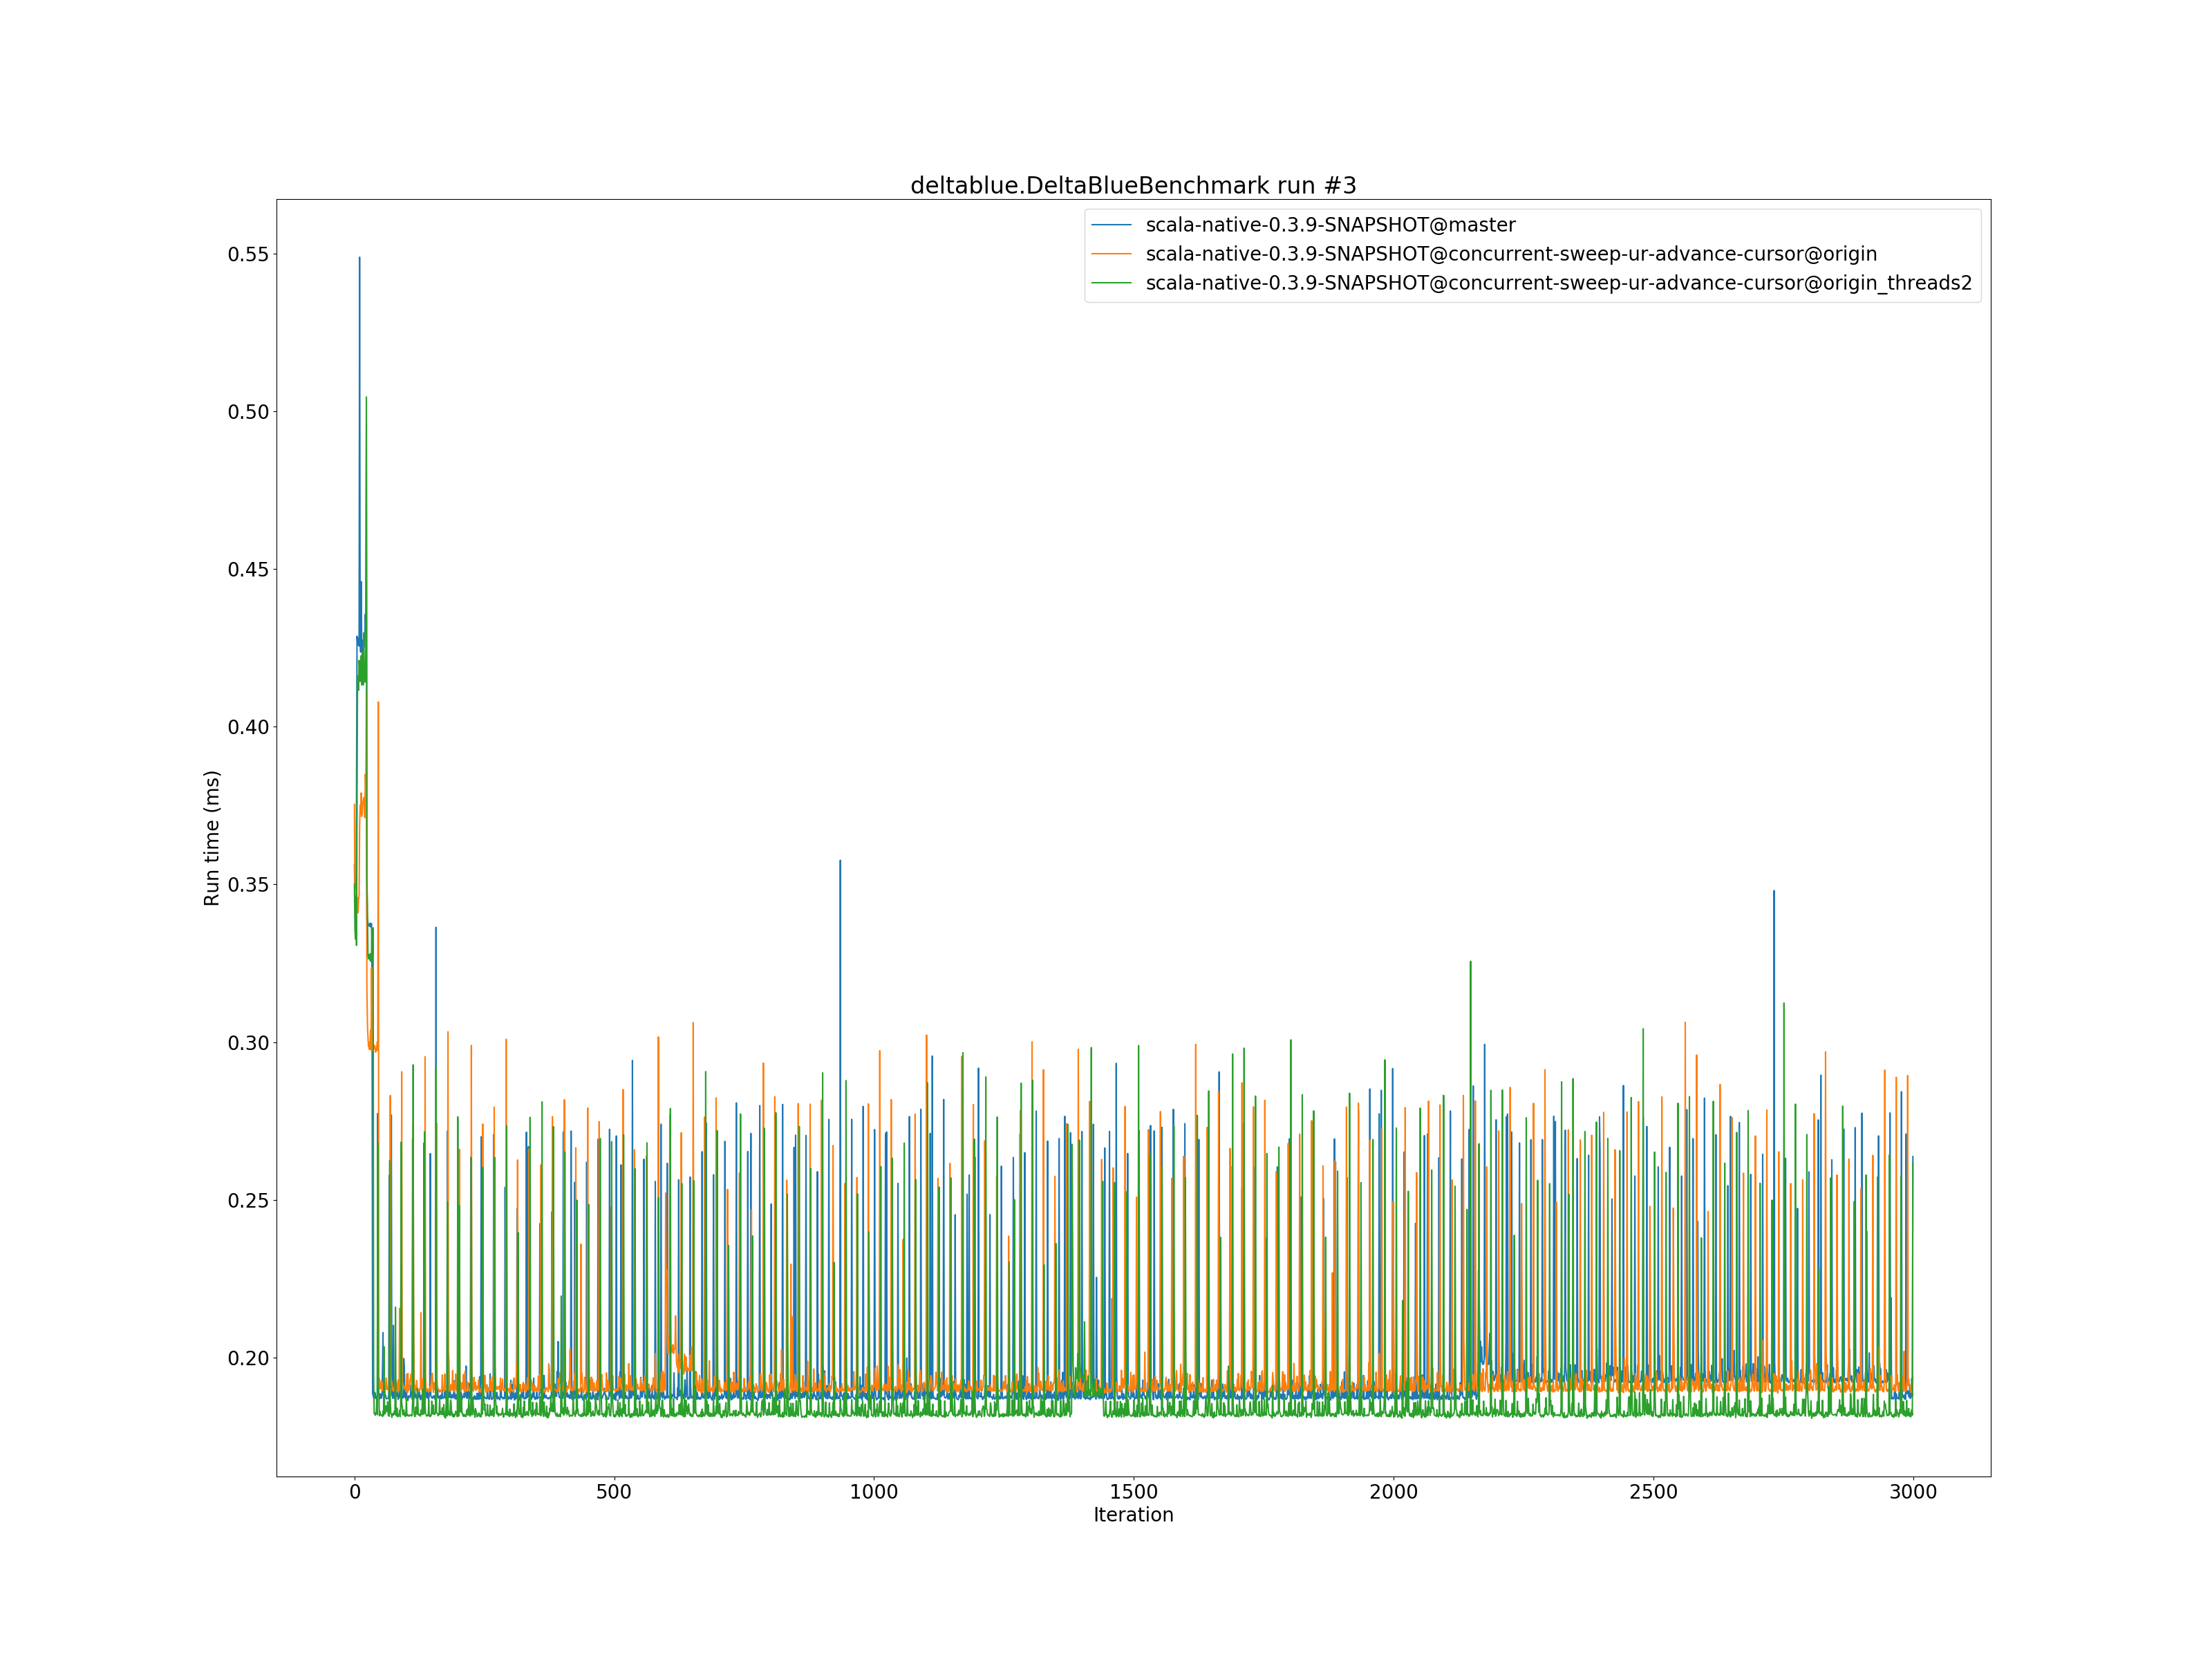 deltablue.DeltaBlueBenchmark run #3
scala-native-0.3.9-SNAPSHOT@master
scala-native-0.3.9-SNAPSHOT@concurrent-sweep-ur-advance-cursor@origin
scala-native-0.3.9-SNAPSHOT@concurrent-sweep-ur-advance-cursor@origin_threads2
0.55
0.50
0.45
0.40
0.35
0.30
0.25
0.20
Run time (ms)
0 500 1000 1500 2000 2500 3000
Iteration